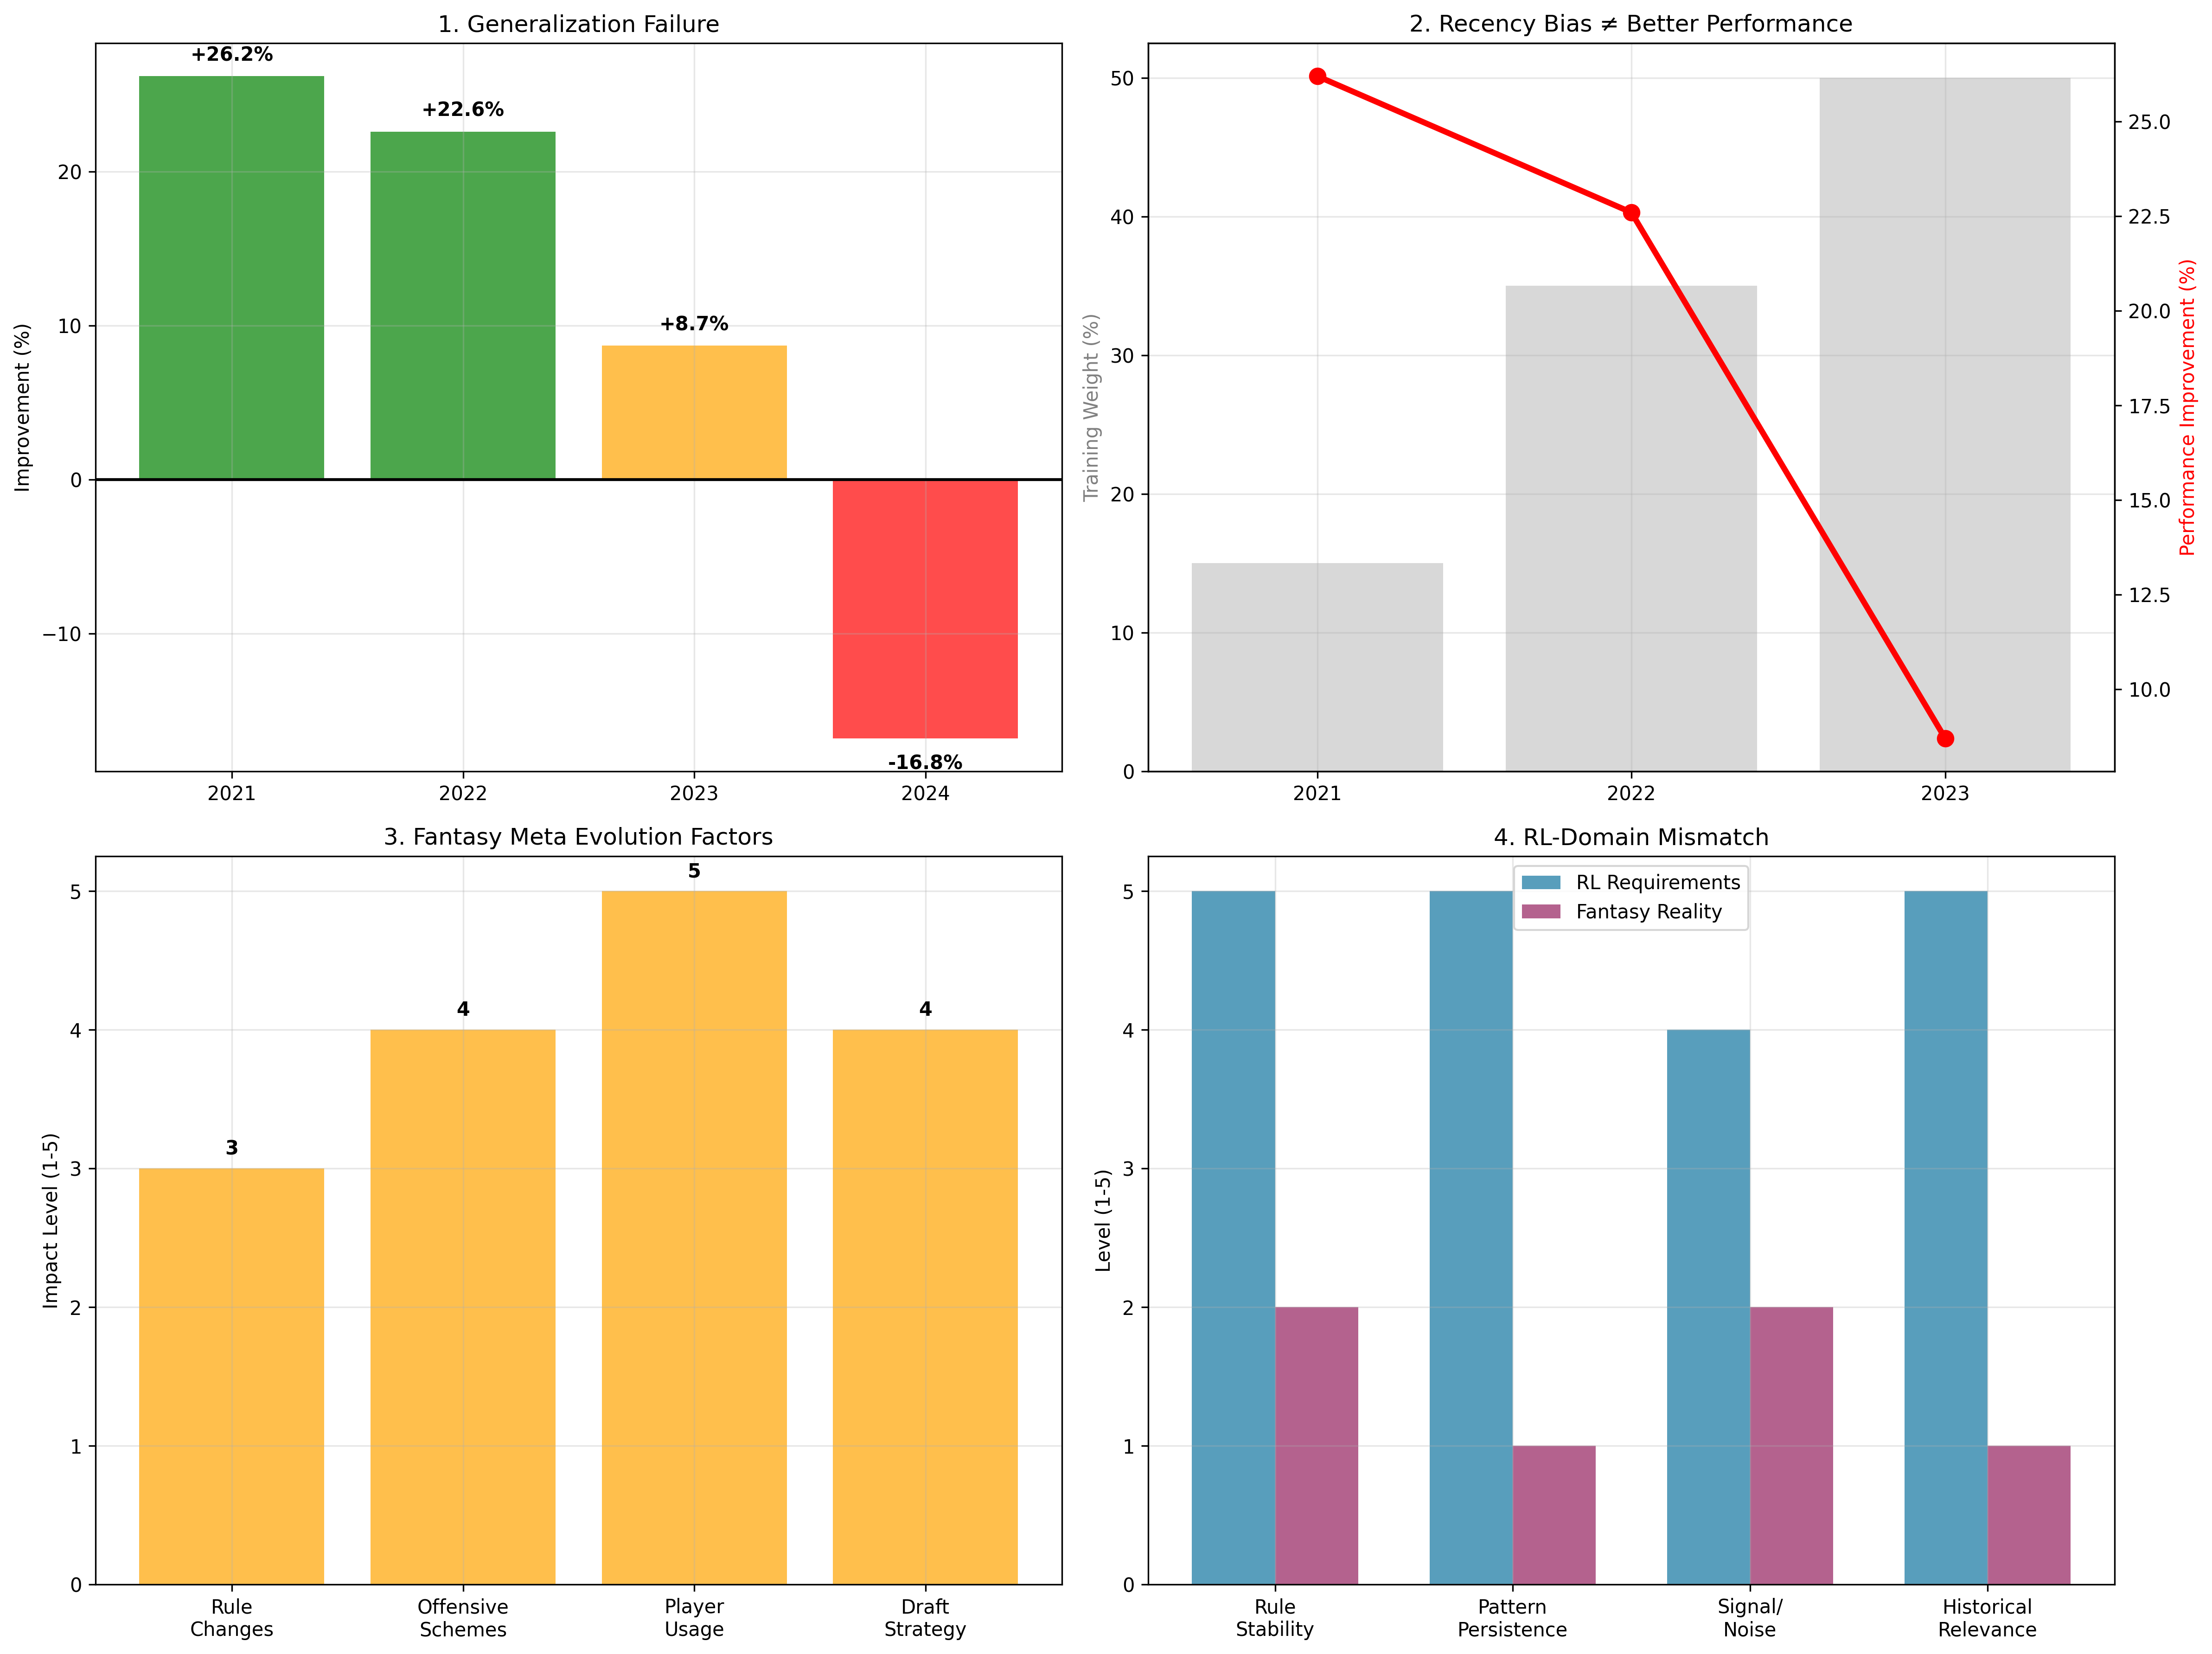 1. Generalization Failure
Improvement (%)
20
10
0
−10
+26.2%
+22.6%
+8.7%
-16.8%
2021
2022
2023
2024
2. Recency Bias ≠ Better Performance
Training Weight (%)
50
40
30
20
10
0
25.0
22.5
20.0
17.5
15.0
12.5
10.0
Performance Improvement (%)
2021
2022
2023
3. Fantasy Meta Evolution Factors
Impact Level (1-5)
5
4
3
2
1
0
3
4
5
4
Rule
Changes
Offensive
Schemes
Player
Usage
Draft
Strategy
4. RL-Domain Mismatch
Level (1-5)
5
4
3
2
1
0
RL Requirements
Fantasy Reality
Rule
Stability
Pattern
Persistence
Signal/
Noise
Historical
Relevance